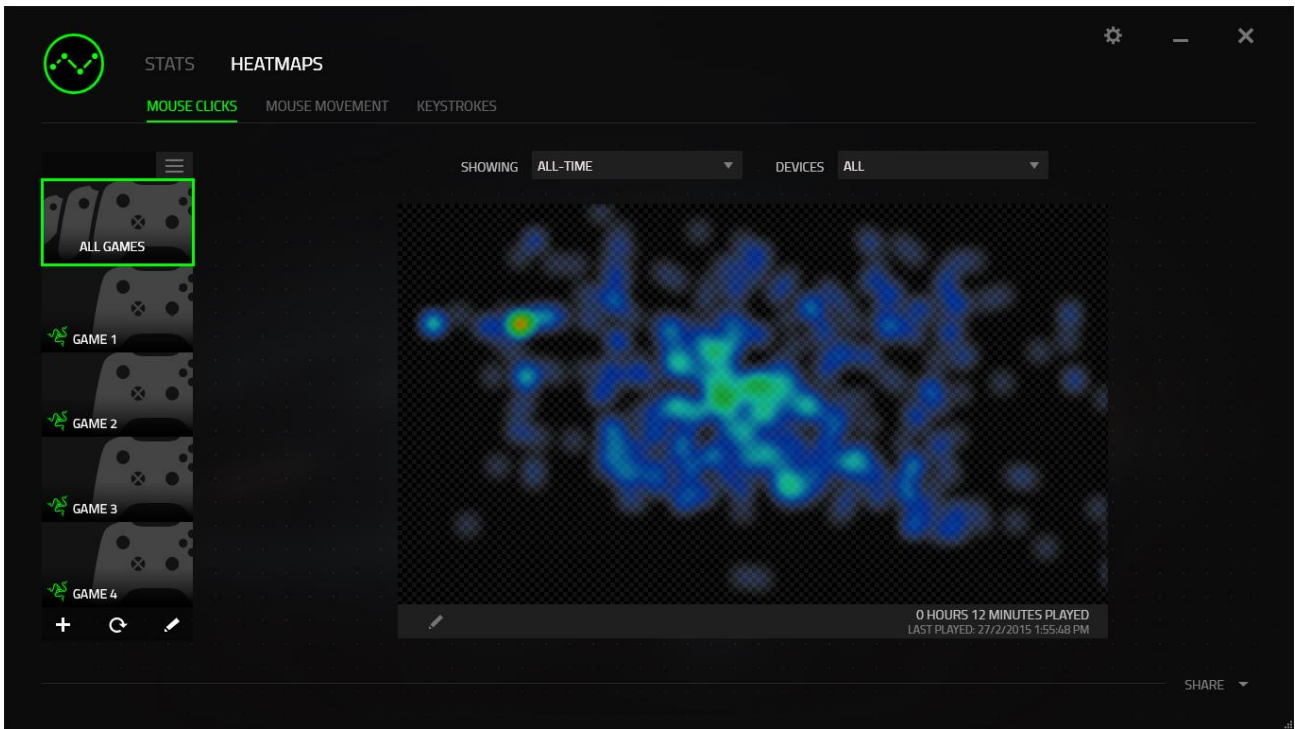 STATS HEATMAPS
MOUSE CLICKS MOUSE MOVEMENT KEYSTROKES
SHOWING ALL-TIME DEVICES ALL
ALL GAMES
GAME 1
GAME 2
GAME 3
GAME 4
0 HOURS 12 MINUTES PLAYED
LAST PLAYED: 27/2/2015 1:55:48 PM
SHARE